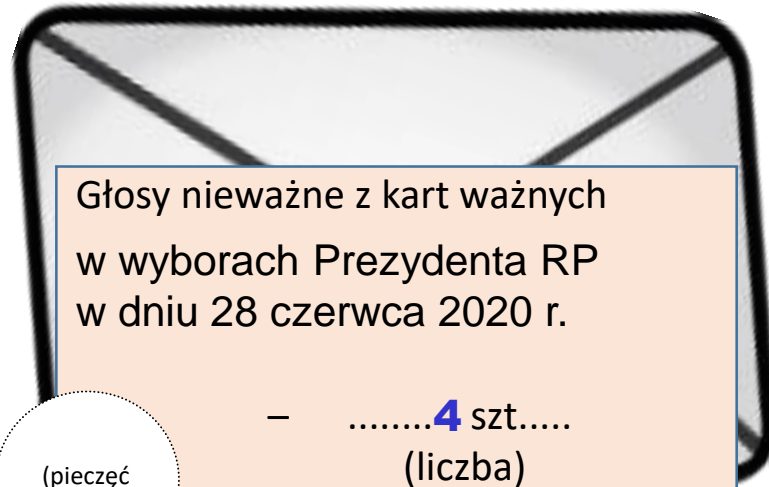 Głosy nieważne z kart ważnych
w wyborach Prezydenta RP
w dniu 28 czerwca 2020 r.
– ........4 szt.....
(liczba)
(pieczęć